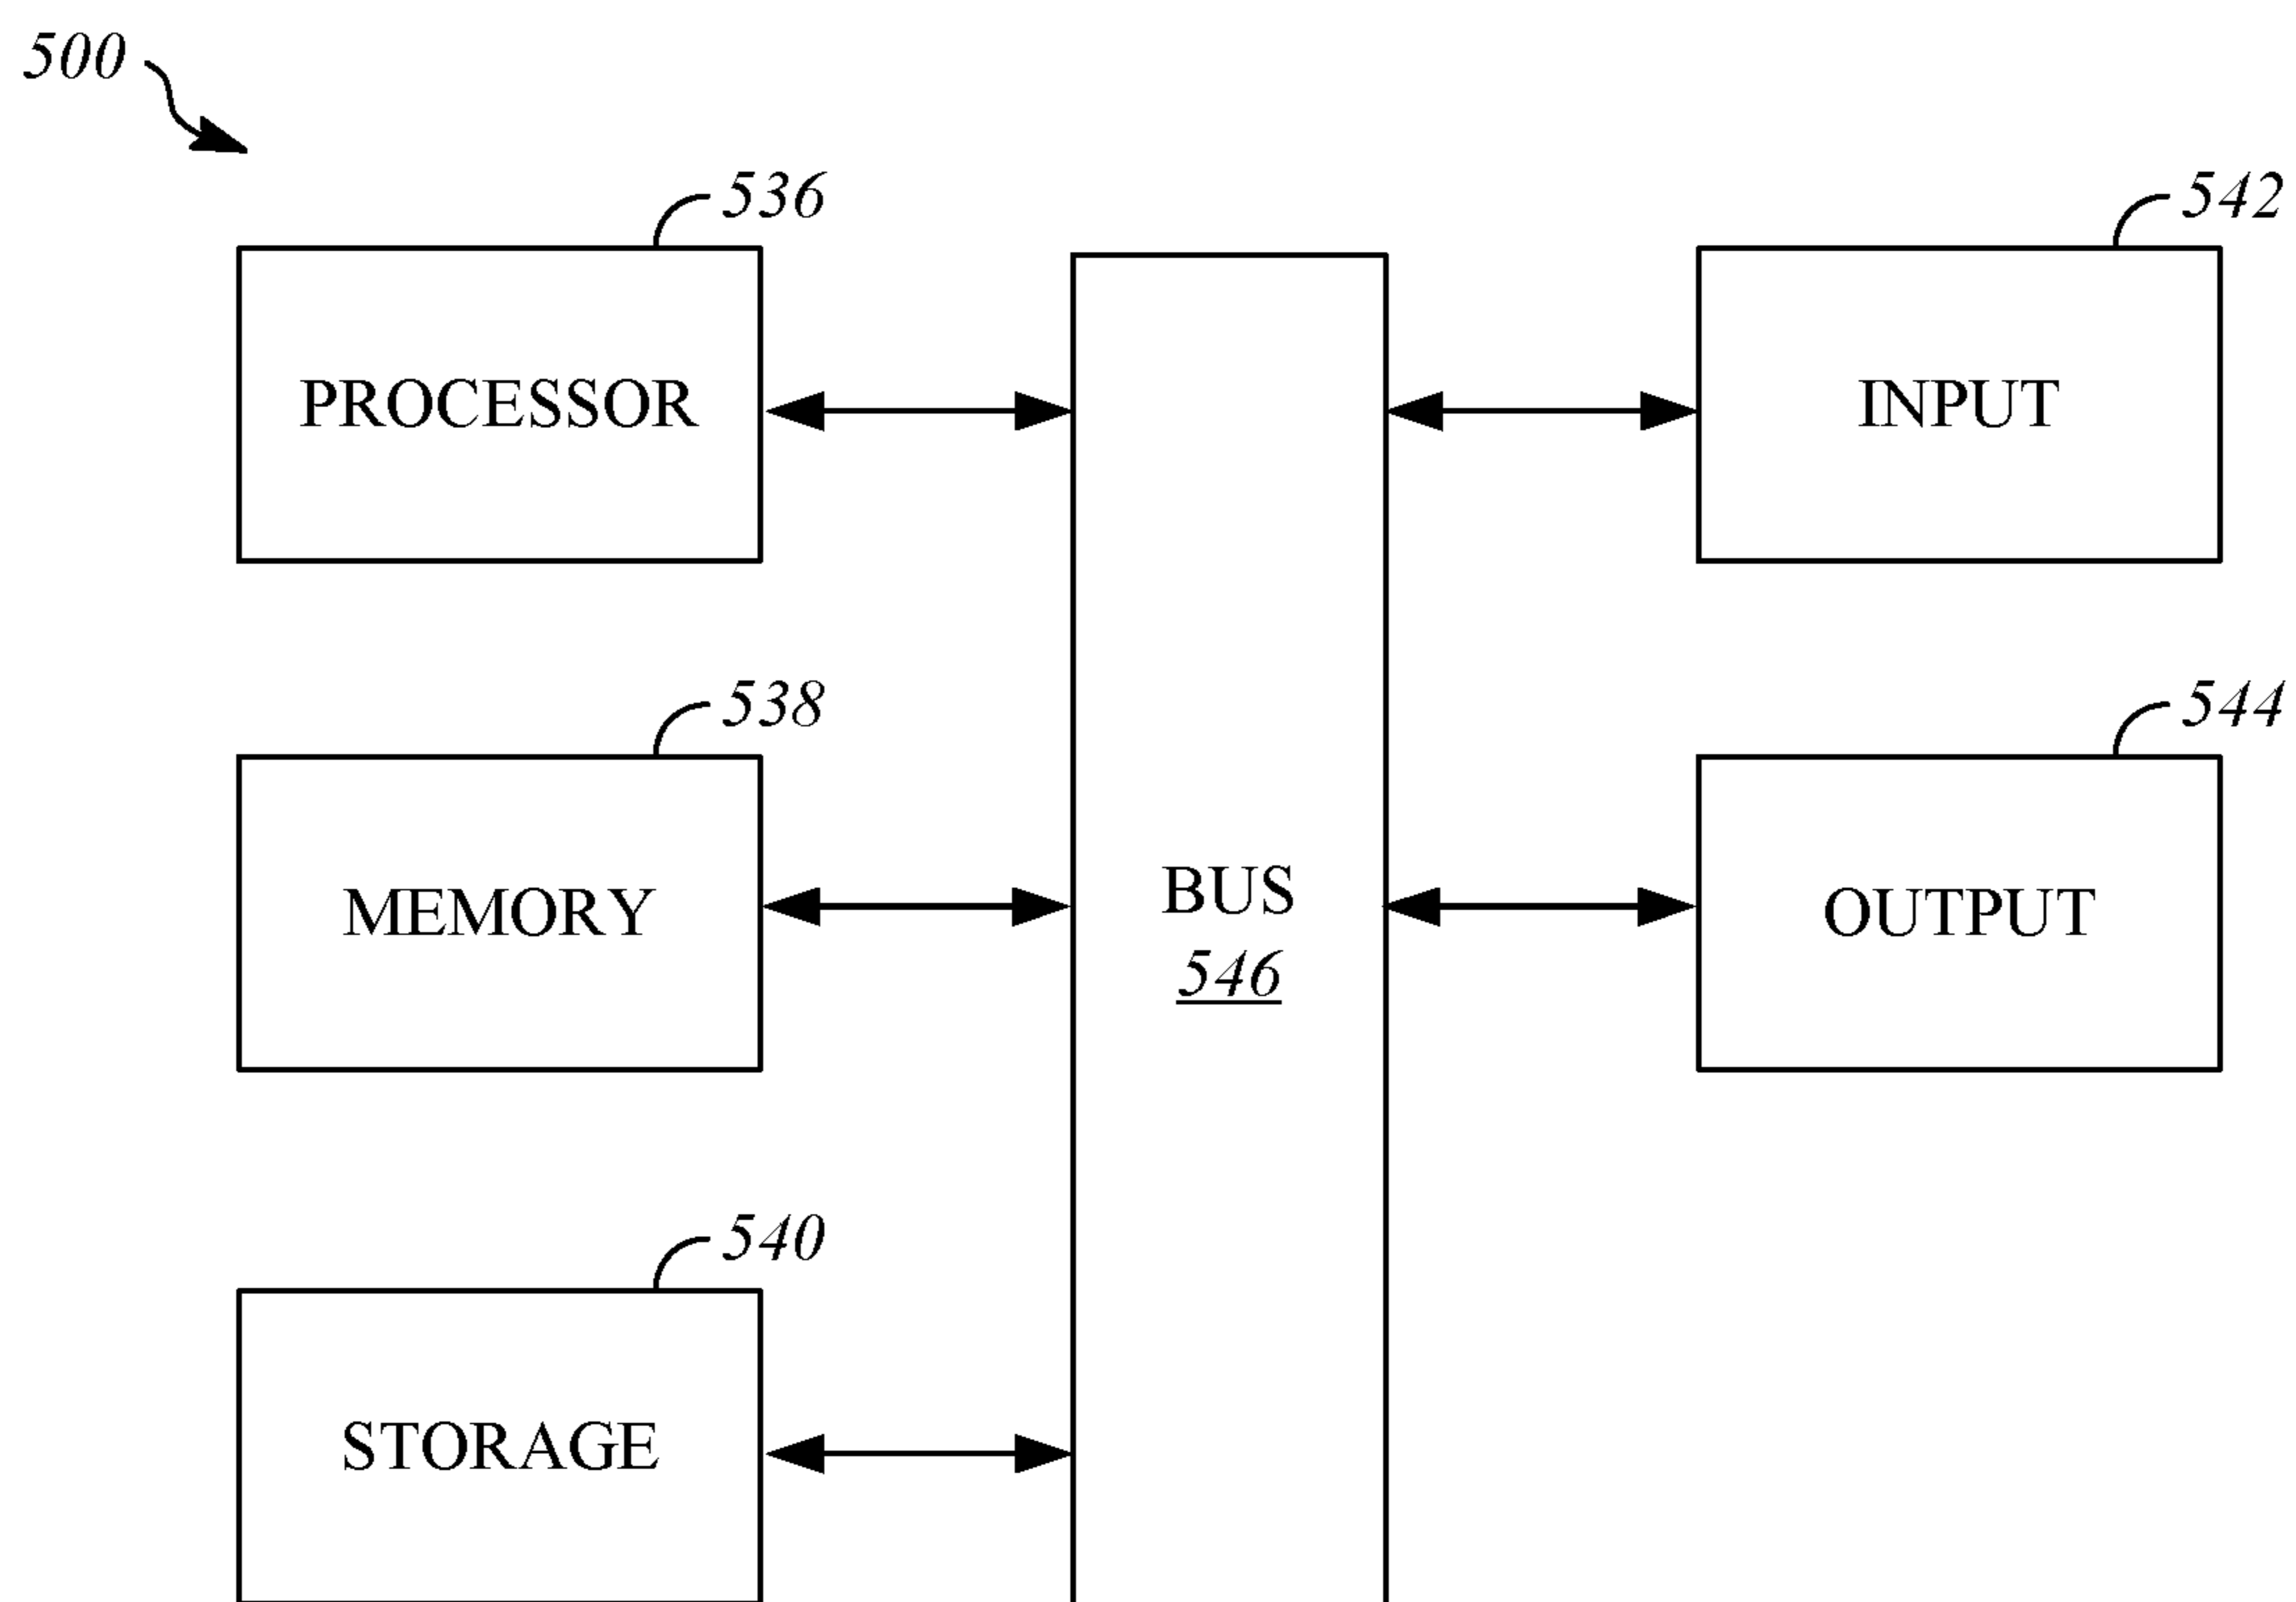 500
536
542
PROCESSOR
INPUT
538
544
MEMORY
BUS
546
OUTPUT
540
STORAGE